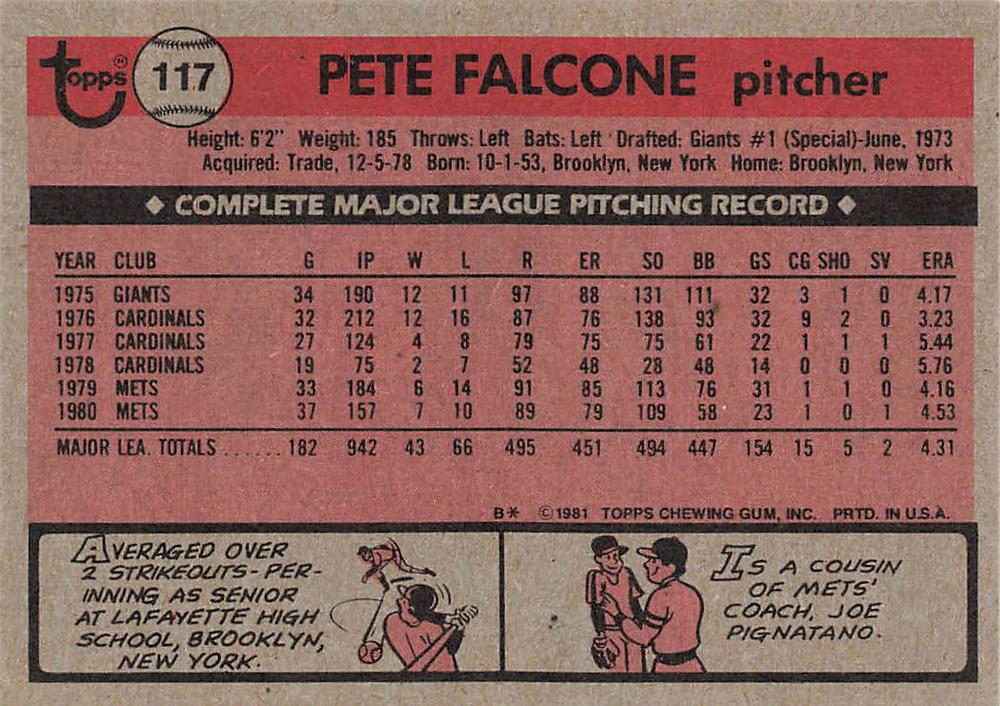 Topps® 117 PETE FALCONE pitcher
Height: 6'2" Weight: 185 Throws: Left Bats: Left Drafted: Giants #1 (Special)-June, 1973
Acquired: Trade, 12-5-78 Born: 10-1-53, Brooklyn, New York Home: Brooklyn, New York
◆ COMPLETE MAJOR LEAGUE PITCHING RECORD ◆
YEAR CLUB G IP W L R ER SO BB GS CG SHO SV ERA
1975 GIANTS 34 190 12 11 97 88 131 111 32 3 1 0 4.17
1976 CARDINALS 32 212 12 16 87 76 138 93 32 9 2 0 3.23
1977 CARDINALS 27 124 4 8 79 75 75 61 22 1 1 1 5.44
1978 CARDINALS 19 75 2 7 52 48 28 48 14 0 0 0 5.76
1979 METS 33 184 6 14 91 85 113 76 31 1 1 0 4.16
1980 METS 37 157 7 10 89 79 109 58 23 1 0 1 4.53
MAJOR LEA. TOTALS ...... 182 942 43 66 495 451 494 447 154 15 5 2 4.31
B* ©1981 TOPPS CHEWING GUM, INC. PRTD. IN U.S.A.
AVERAGED OVER
2 STRIKEOUTS-PER-
INNING AS SENIOR
AT LAFAYETTE HIGH
SCHOOL, BROOKLYN,
NEW YORK.
IS A COUSIN
OF METS'
COACH, JOE
PIGNATANO.